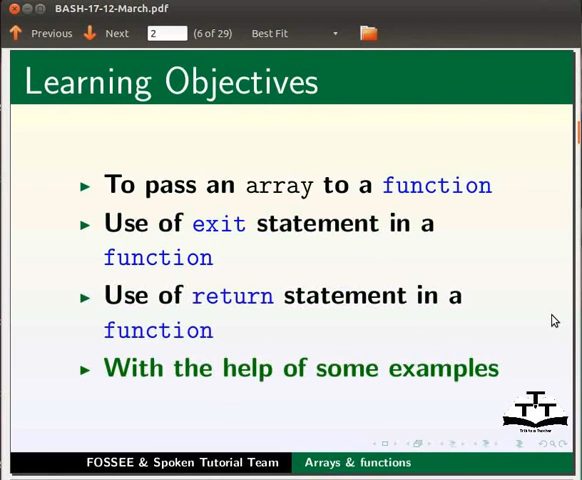 BASH-17-12-March.pdf
Previous Next 2 (6 of 29) Best Fit
Learning Objectives
To pass an array to a function
Use of exit statement in a
function
Use of return statement in a
function
With the help of some examples
FOSSEE & Spoken Tutorial Team Arrays & functions